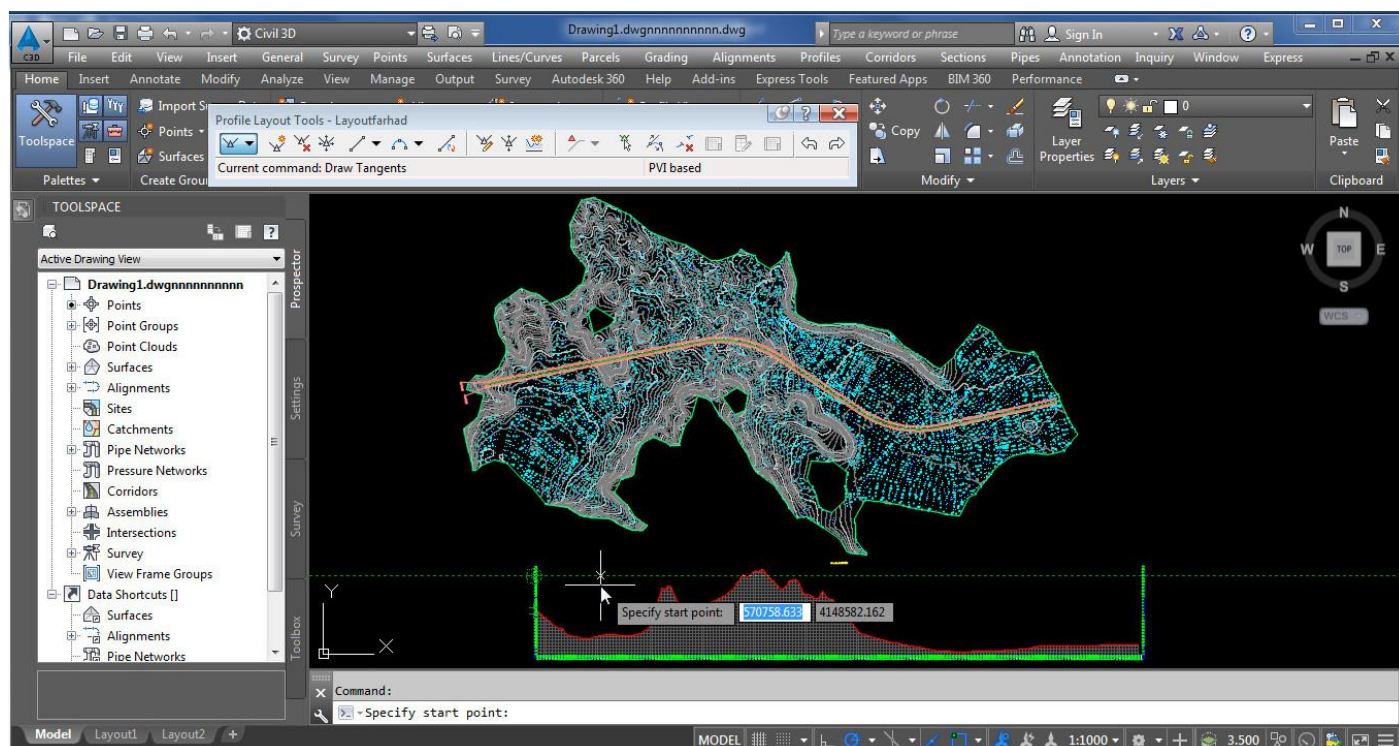 Civil 3D
Drawing1.dwgnnnnnnnnnn.dwg
Type a keyword or phrase
Sign In
C3D
File Edit View Insert General Survey Points Surfaces Lines/Curves Parcels Grading Alignments Profiles Corridors Sections Pipes Annotation Inquiry Window Express
Home Insert Annotate Modify Analyze View Manage Output Survey Autodesk 360 Help Add-ins Express Tools Featured Apps BIM 360 Performance
Toolspace
Import
Points
Surfaces
Profile Layout Tools - Layoutfarhad
Current command: Draw Tangents
PVI based
Copy
Layer
Properties
0
Paste
Palettes
Modify
Layers
Clipboard
TOOLSPACE
Active Drawing View
Drawing1.dwgnnnnnnnnnn
Points
Point Groups
Point Clouds
Surfaces
Alignments
Sites
Catchments
Pipe Networks
Pressure Networks
Corridors
Assemblies
Intersections
Survey
View Frame Groups
Data Shortcuts []
Surfaces
Alignments
Pipe Networks
Prospector
Settings
Survey
Toolbox
N
W TOP E
S
WCS
Y
X
Specify start point: 570758.633 4148582.162
Command:
Specify start point:
Model Layout1 Layout2 +
MODEL 1:1000 3.500